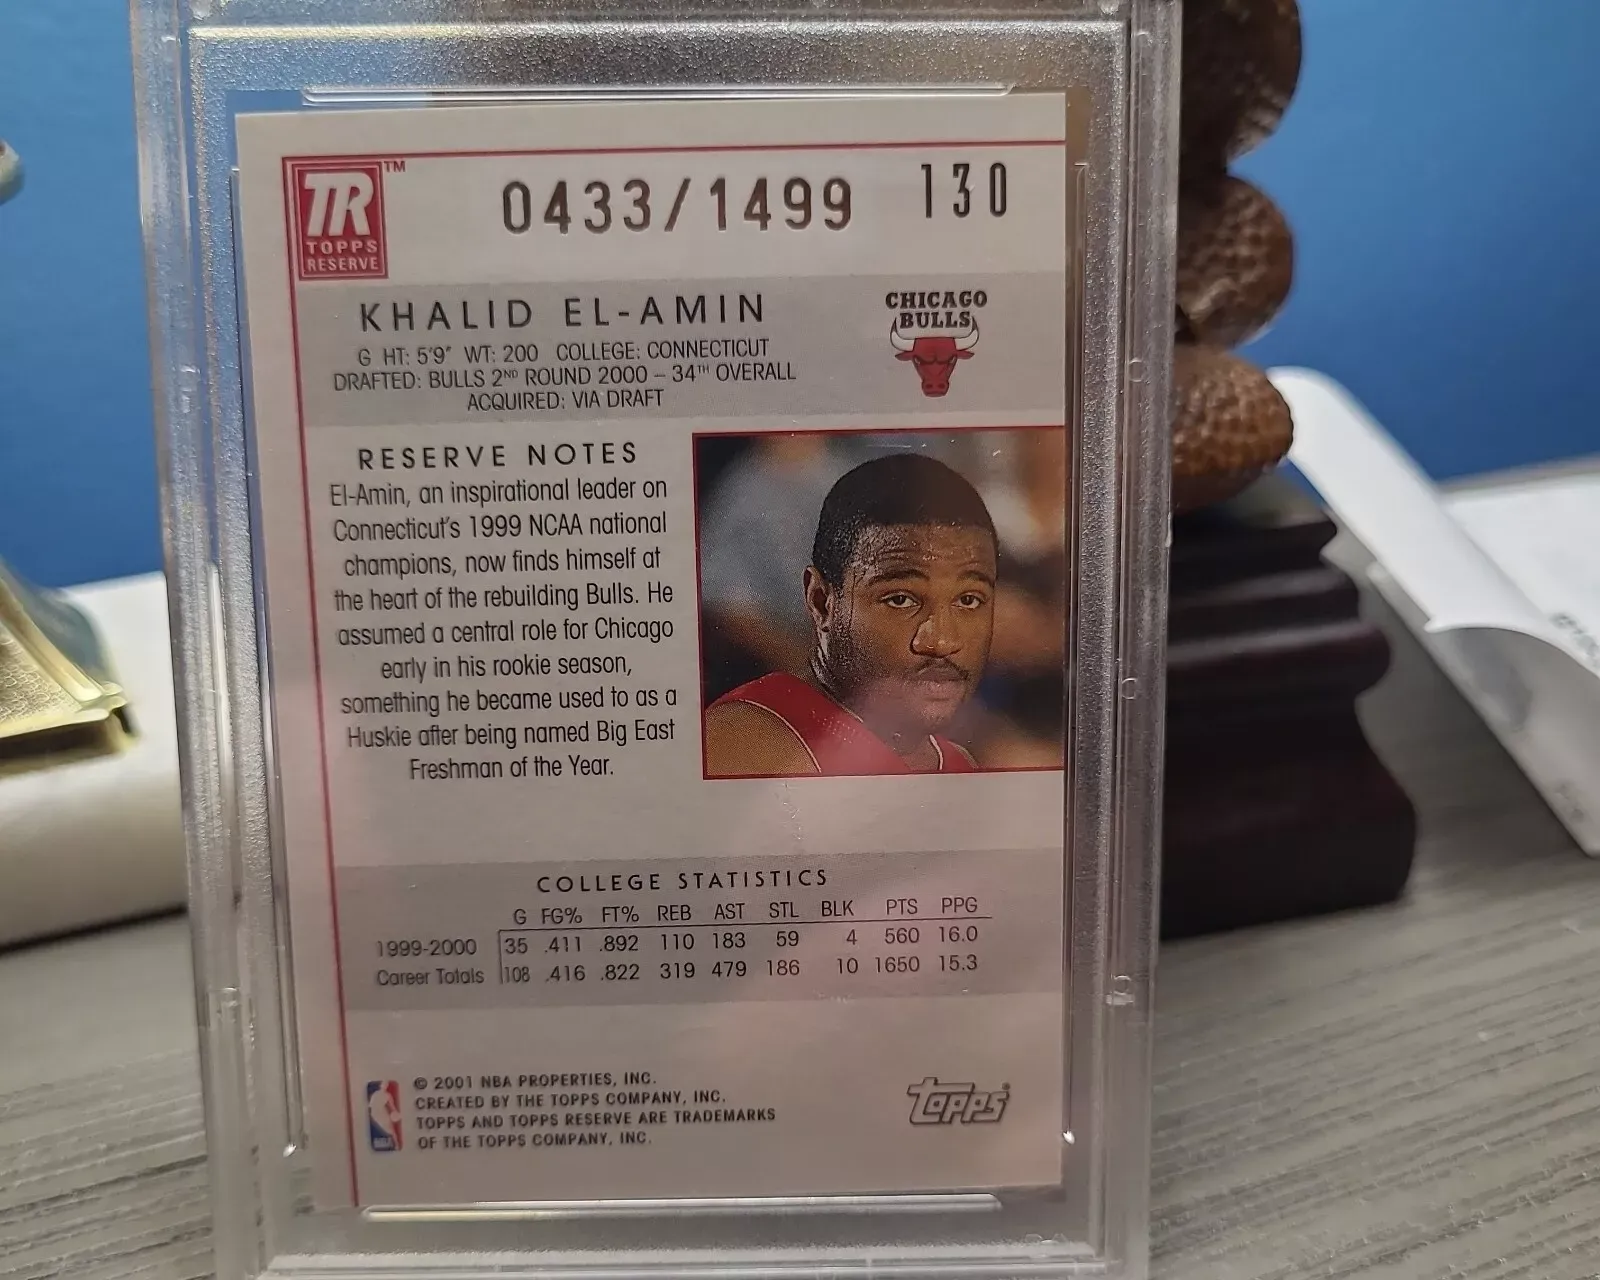 TR™
TOPPS
RESERVE
0433/1499
130
KHALID EL-AMIN
G HT: 5'9" WT: 200 COLLEGE: CONNECTICUT
DRAFTED: BULLS 2ND ROUND 2000 – 34TH OVERALL
ACQUIRED: VIA DRAFT
CHICAGO
BULLS
RESERVE NOTES
El-Amin, an inspirational leader on
Connecticut's 1999 NCAA national
champions, now finds himself at
the heart of the rebuilding Bulls. He
assumed a central role for Chicago
early in his rookie season,
something he became used to as a
Huskie after being named Big East
Freshman of the Year.
COLLEGE STATISTICS
G FG% FT% REB AST STL BLK PTS PPG
1999-2000 35 .411 .892 110 183 59 4 560 16.0
Career Totals 108 .416 .822 319 479 186 10 1650 15.3
© 2001 NBA PROPERTIES, INC.
CREATED BY THE TOPPS COMPANY, INC.
TOPPS AND TOPPS RESERVE ARE TRADEMARKS
OF THE TOPPS COMPANY, INC.
NBA
Topps®